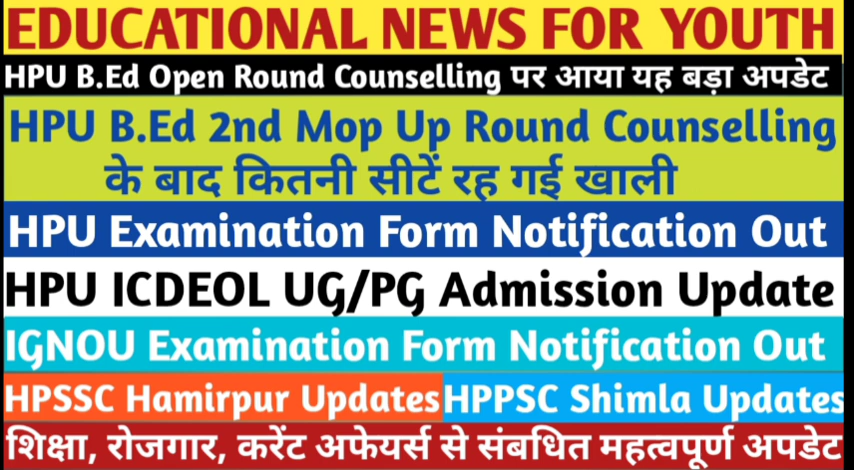 EDUCATIONAL NEWS FOR YOUTH
HPU B.Ed Open Round Counselling पर आया यह बड़ा अपडेट
HPU B.Ed 2nd Mop Up Round Counselling
के बाद कितनी सीटें रह गई खाली
HPU Examination Form Notification Out
HPU ICDEOL UG/PG Admission Update
IGNOU Examination Form Notification Out
HPSSC Hamirpur Updates HPPSC Shimla Updates
शिक्षा, रोजगार, करेंट अफेयर्स से संबधित महत्वपूर्ण अपडेट